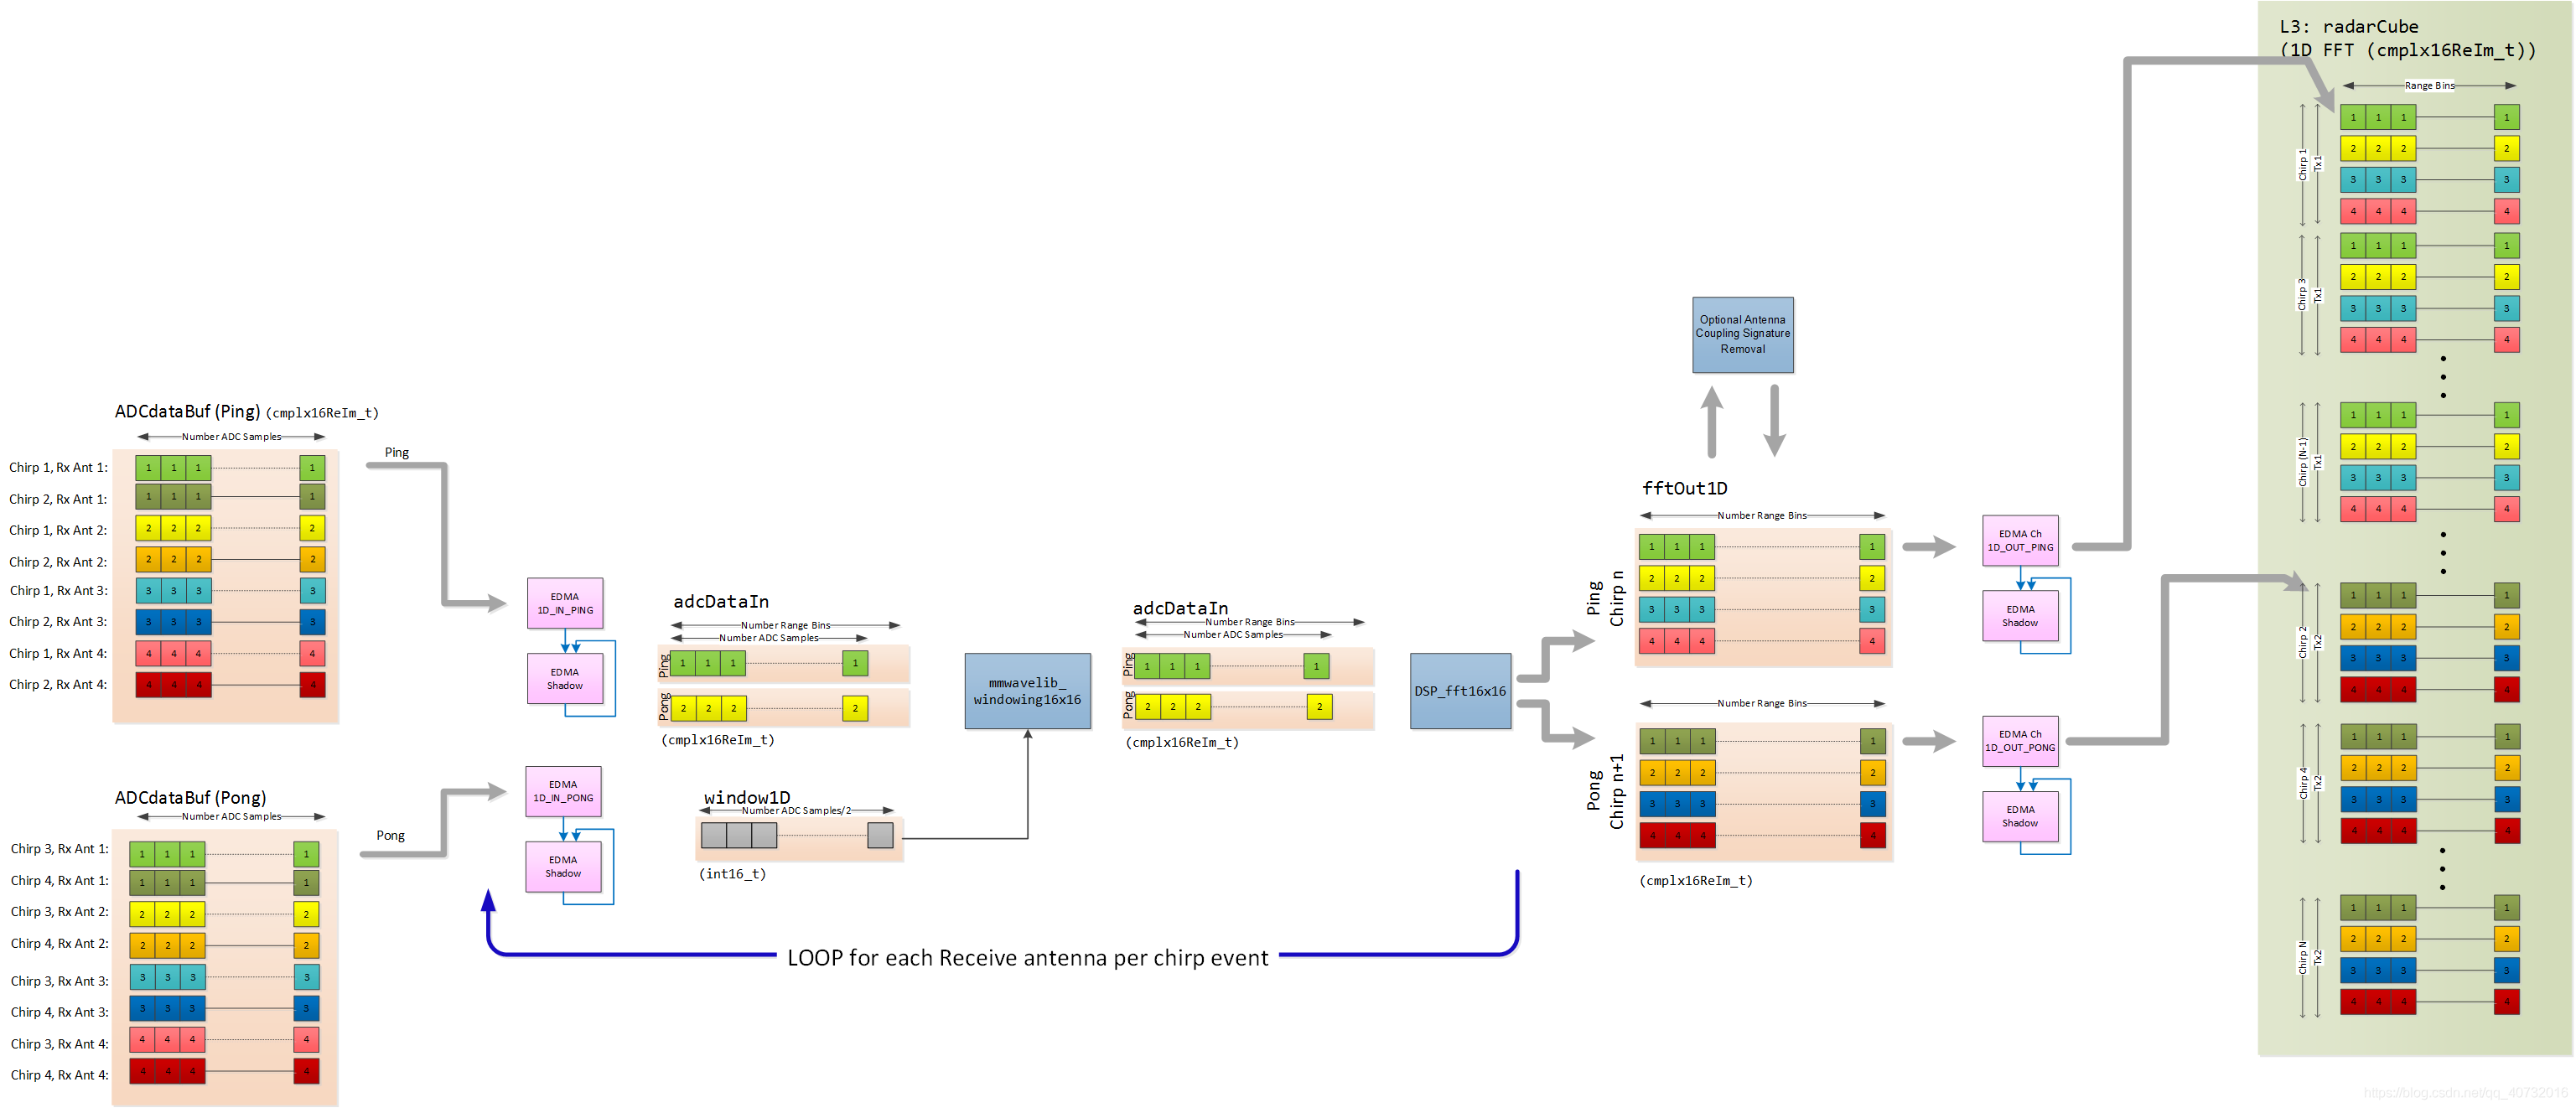 L3: radarCube
(1D FFT (cmplx16ReIm_t))
Range Bins
1 1 1 1
2 2 2 2
3 3 3 3
4 4 4 4
Chirp 1
Tx1
1 1 1 1
2 2 2 2
3 3 3 3
4 4 4 4
Chirp 3
Tx1
1 1 1 1
2 2 2 2
3 3 3 3
4 4 4 4
Chirp (N-1)
Tx1
1 1 1 1
2 2 2 2
3 3 3 3
4 4 4 4
Chirp 2
Tx2
1 1 1 1
2 2 2 2
3 3 3 3
4 4 4 4
Chirp 4
Tx2
1 1 1 1
2 2 2 2
3 3 3 3
4 4 4 4
Chirp N
Tx2
Optional Antenna
Coupling Signature
Removal
ADCdataBuf (Ping) (cmplx16ReIm_t)
Number ADC Samples
Chirp 1, Rx Ant 1: 1 1 1 1
Chirp 2, Rx Ant 1: 1 1 1 1
Chirp 1, Rx Ant 2: 2 2 2 2
Chirp 2, Rx Ant 2: 2 2 2 2
Chirp 1, Rx Ant 3: 3 3 3 3
Chirp 2, Rx Ant 3: 3 3 3 3
Chirp 1, Rx Ant 4: 4 4 4 4
Chirp 2, Rx Ant 4: 4 4 4 4
Ping
ADCdataBuf (Pong)
Number ADC Samples
Chirp 3, Rx Ant 1: 1 1 1 1
Chirp 4, Rx Ant 1: 1 1 1 1
Chirp 3, Rx Ant 2: 2 2 2 2
Chirp 4, Rx Ant 2: 2 2 2 2
Chirp 3, Rx Ant 3: 3 3 3 3
Chirp 4, Rx Ant 3: 3 3 3 3
Chirp 3, Rx Ant 4: 4 4 4 4
Chirp 4, Rx Ant 4: 4 4 4 4
Pong
EDMA
1D_IN_PING
EDMA
Shadow
EDMA
1D_IN_PONG
EDMA
Shadow
adcDataIn
Number Range Bins
Number ADC Samples
Ping
1 1 1 1
Pong
2 2 2 2
(cmplx16ReIm_t)
window1D
Number ADC Samples/2
(int16_t)
mmwavelib_
windowing16x16
adcDataIn
Number Range Bins
Number ADC Samples
Ping
1 1 1 1
Pong
2 2 2 2
(cmplx16ReIm_t)
DSP_fft16x16
LOOP for each Receive antenna per chirp event
fftOut1D
Number Range Bins
Ping
Chirp n
1 1 1 1
2 2 2 2
3 3 3 3
4 4 4 4
Number Range Bins
Pong
Chirp n+1
1 1 1 1
2 2 2 2
3 3 3 3
4 4 4 4
(cmplx16ReIm_t)
EDMA Ch
1D_OUT_PING
EDMA
Shadow
EDMA Ch
1D_OUT_PONG
EDMA
Shadow
https://blog.csdn.net/qq_40732016